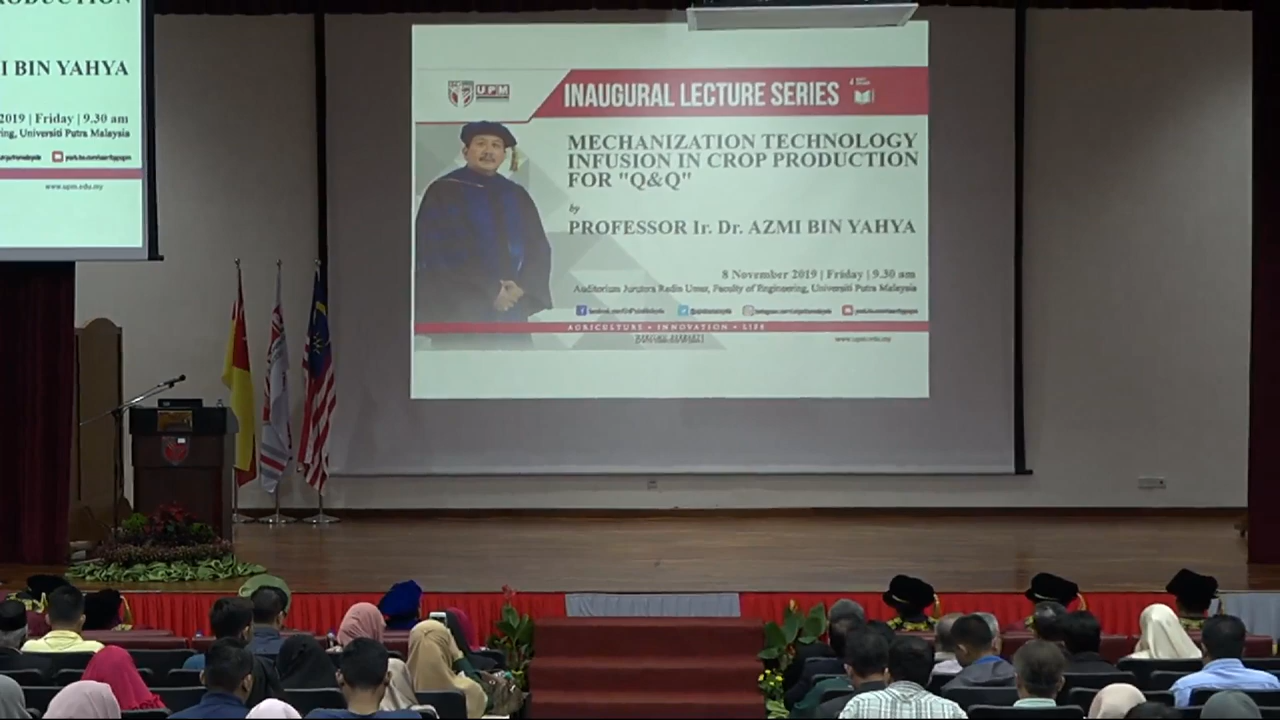 RODUCTION
I BIN YAHYA
2019 | Friday | 9.30 am
ring, Universiti Putra Malaysia
www.upm.edu.my
UPM
INAUGURAL LECTURE SERIES
MECHANIZATION TECHNOLOGY
INFUSION IN CROP PRODUCTION
FOR "Q&Q"
by
PROFESSOR Ir. Dr. AZMI BIN YAHYA
8 November 2019 | Friday | 9.30 am
Auditorium Jurutera Radin Umar, Faculty of Engineering, Universiti Putra Malaysia
AGRICULTURE • INNOVATION • LIFE
www.upm.edu.my